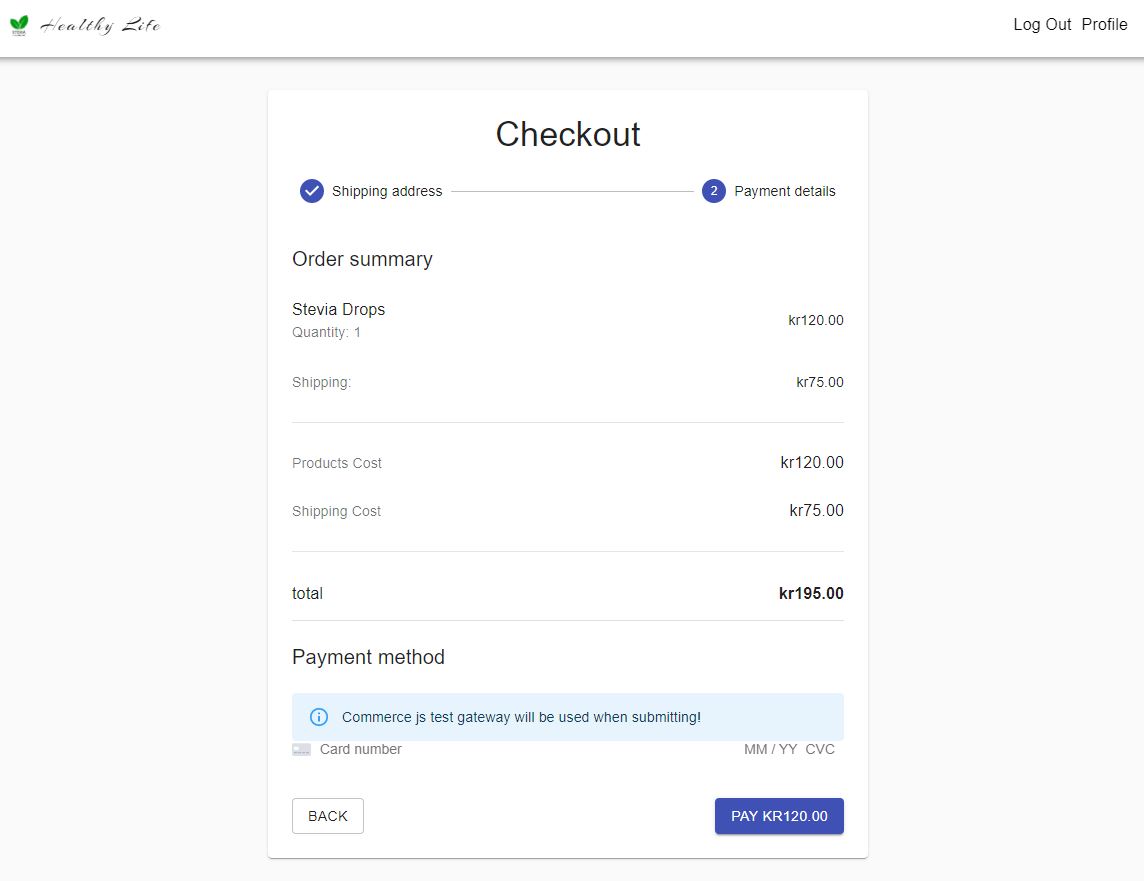 Healthy Life
Log Out Profile
Checkout
Shipping address
2 Payment details
Order summary
Stevia Drops
Quantity: 1
kr120.00
Shipping:
kr75.00
Products Cost
kr120.00
Shipping Cost
kr75.00
total
kr195.00
Payment method
Commerce js test gateway will be used when submitting!
Card number MM / YY CVC
BACK
PAY KR120.00